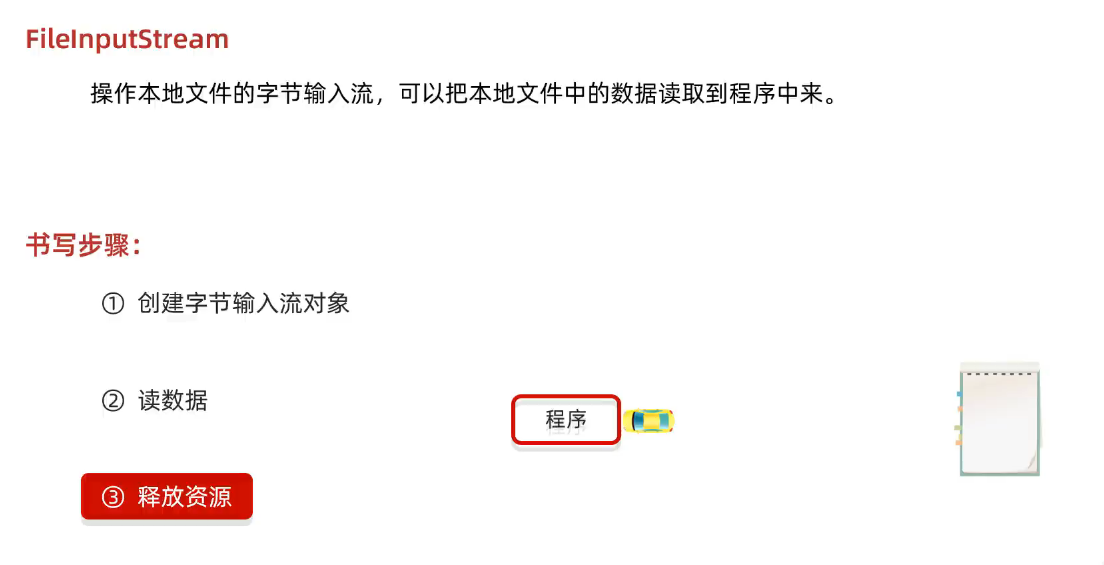 FileInputStream
操作本地文件的字节输入流，可以把本地文件中的数据读取到程序中来。
书写步骤：
① 创建字节输入流对象
② 读数据
程序
③ 释放资源